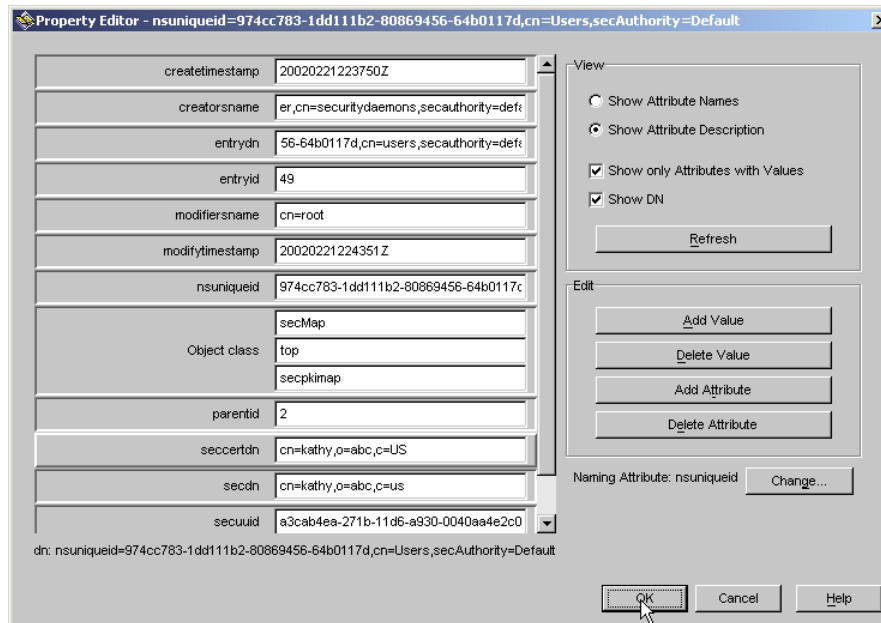 Property Editor - nsuniqueid=974cc783-1dd111b2-80869456-64b0117d,cn=Users,secAuthority=Default
createtimestamp 20020221223750Z
creatorsname er,cn=securitydaemons,secauthority=defa
entrydn 56-64b0117d,cn=users,secauthority=defa
entryid 49
modifiersname cn=root
modifytimestamp 20020221224351Z
nsuniqueid 974cc783-1dd111b2-80869456-64b0117d
Object class secMap
top
secpkimap
parentid 2
seccertdn cn=kathy,o=abc,c=US
secdn cn=kathy,o=abc,c=us
secuuid a3cab4ea-271b-11d6-a930-0040aa4e2c0
dn: nsuniqueid=974cc783-1dd111b2-80869456-64b0117d,cn=Users,secAuthority=Default
View
Show Attribute Names
Show Attribute Description
Show only Attributes with Values
Show DN
Refresh
Edit
Add Value
Delete Value
Add Attribute
Delete Attribute
Naming Attribute: nsuniqueid Change...
OK Cancel Help